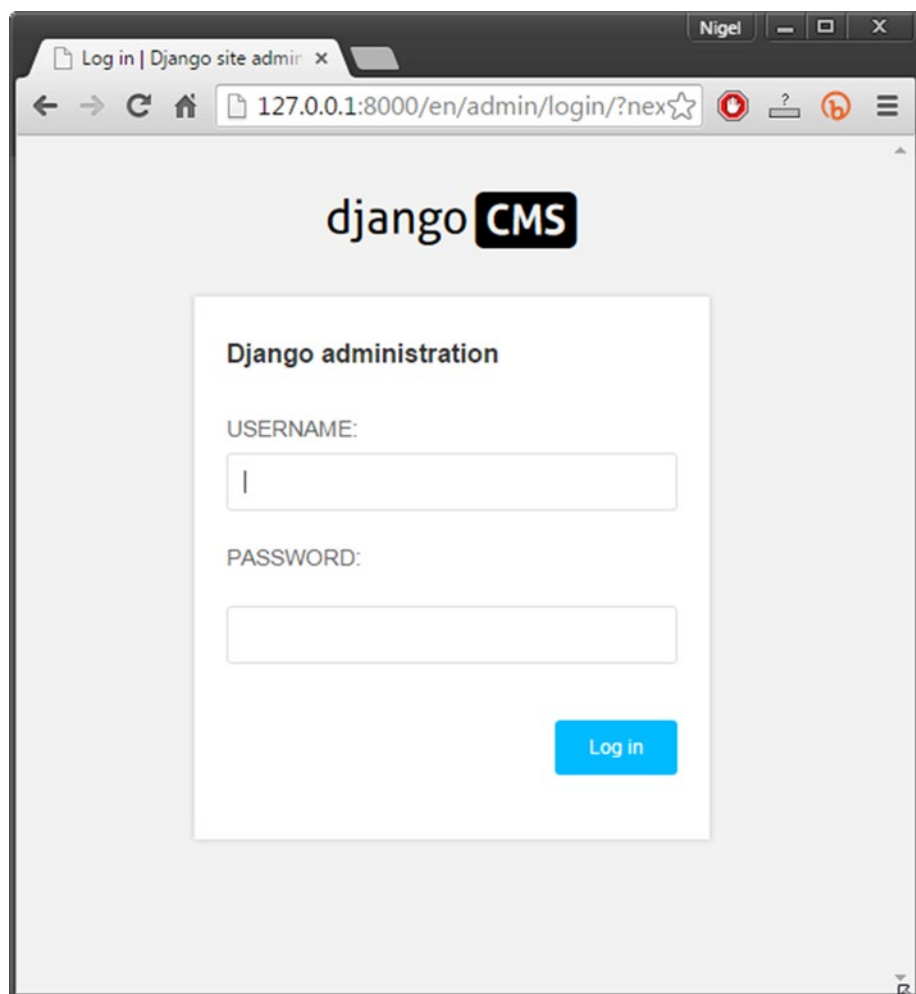 Nigel
Log in | Django site admin
127.0.0.1:8000/en/admin/login/?nex
?
b
django CMS
Django administration
USERNAME:
PASSWORD:
Log in